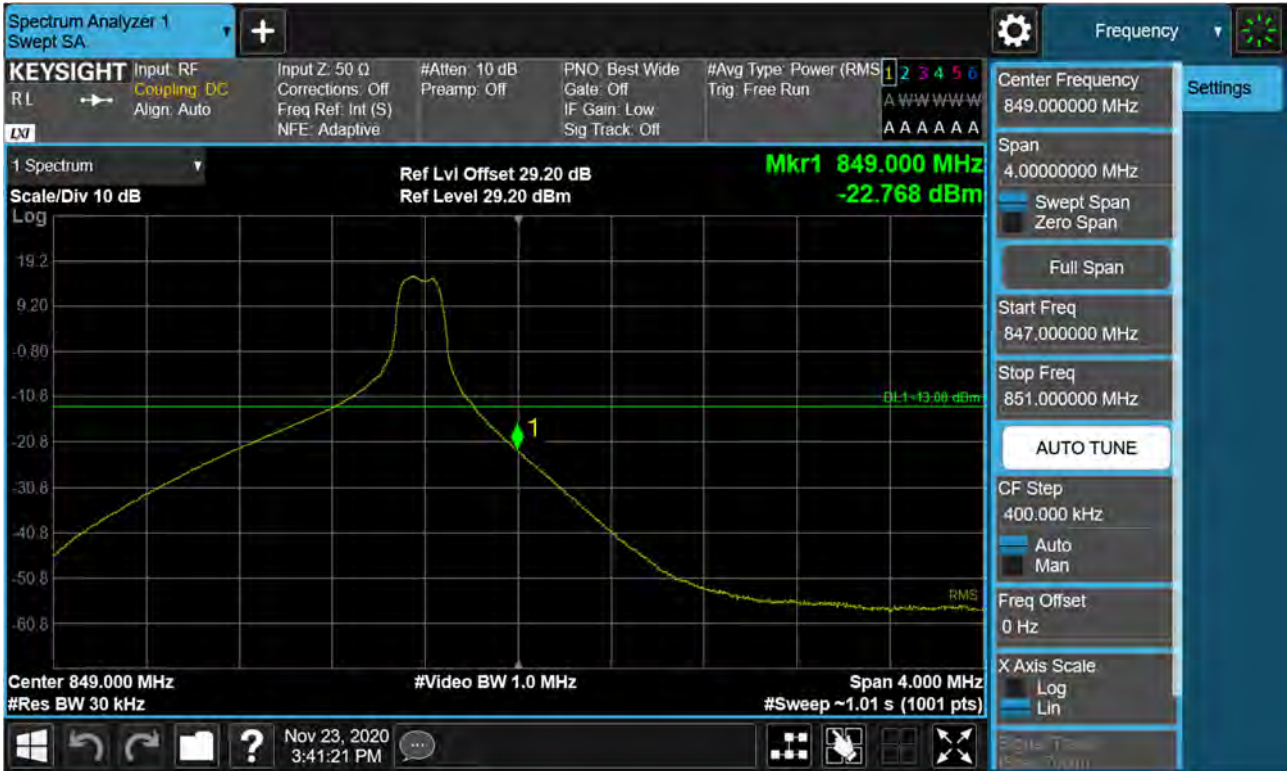 Spectrum Analyzer 1
Swept SA
Frequency
KEYSIGHT
RL
LXI
Input: RF
Coupling: DC
Align: Auto
Input Z: 50 Ω
Corrections: Off
Freq Ref: Int (S)
NFE: Adaptive
#Atten: 10 dB
Preamp: Off
PNO: Best Wide
Gate: Off
IF Gain: Low
Sig Track: Off
#Avg Type: Power (RMS
Trig: Free Run
1 2 3 4 5 6
A W W W W W
A A A A A A
1 Spectrum
Scale/Div 10 dB
Ref Lvl Offset 29.20 dB
Ref Level 29.20 dBm
Mkr1 849.000 MHz
-22.768 dBm
Log
19.2
9.20
-0.80
-10.8
-20.8
-30.8
-40.8
-50.8
-60.8
DL1 -13.08 dBm
1
RMS
Center 849.000 MHz
#Res BW 30 kHz
#Video BW 1.0 MHz
Span 4.000 MHz
#Sweep ~1.01 s (1001 pts)
Center Frequency
849.000000 MHz
Settings
Span
4.00000000 MHz
Swept Span
Zero Span
Full Span
Start Freq
847.000000 MHz
Stop Freq
851.000000 MHz
AUTO TUNE
CF Step
400.000 kHz
Auto
Man
Freq Offset
0 Hz
X Axis Scale
Log
Lin
?
Nov 23, 2020
3:41:21 PM